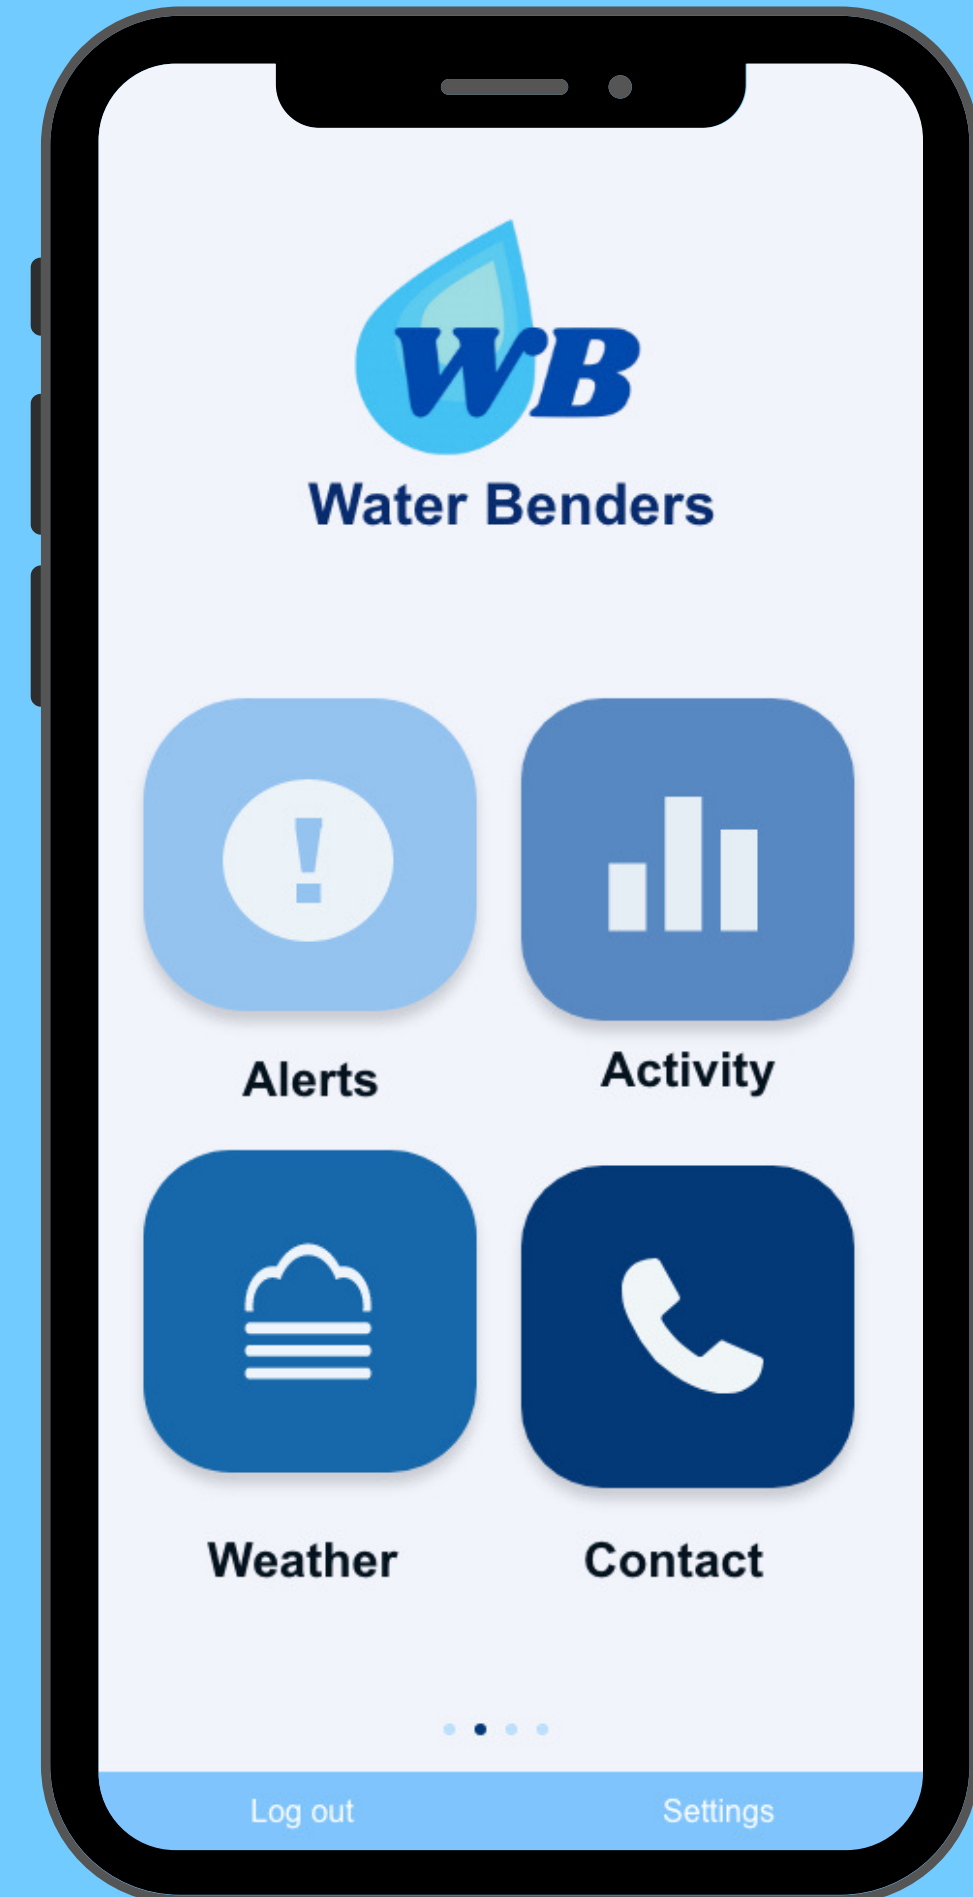 WB
Water Benders
!
Alerts
Activity
Weather
Contact
Log out
Settings